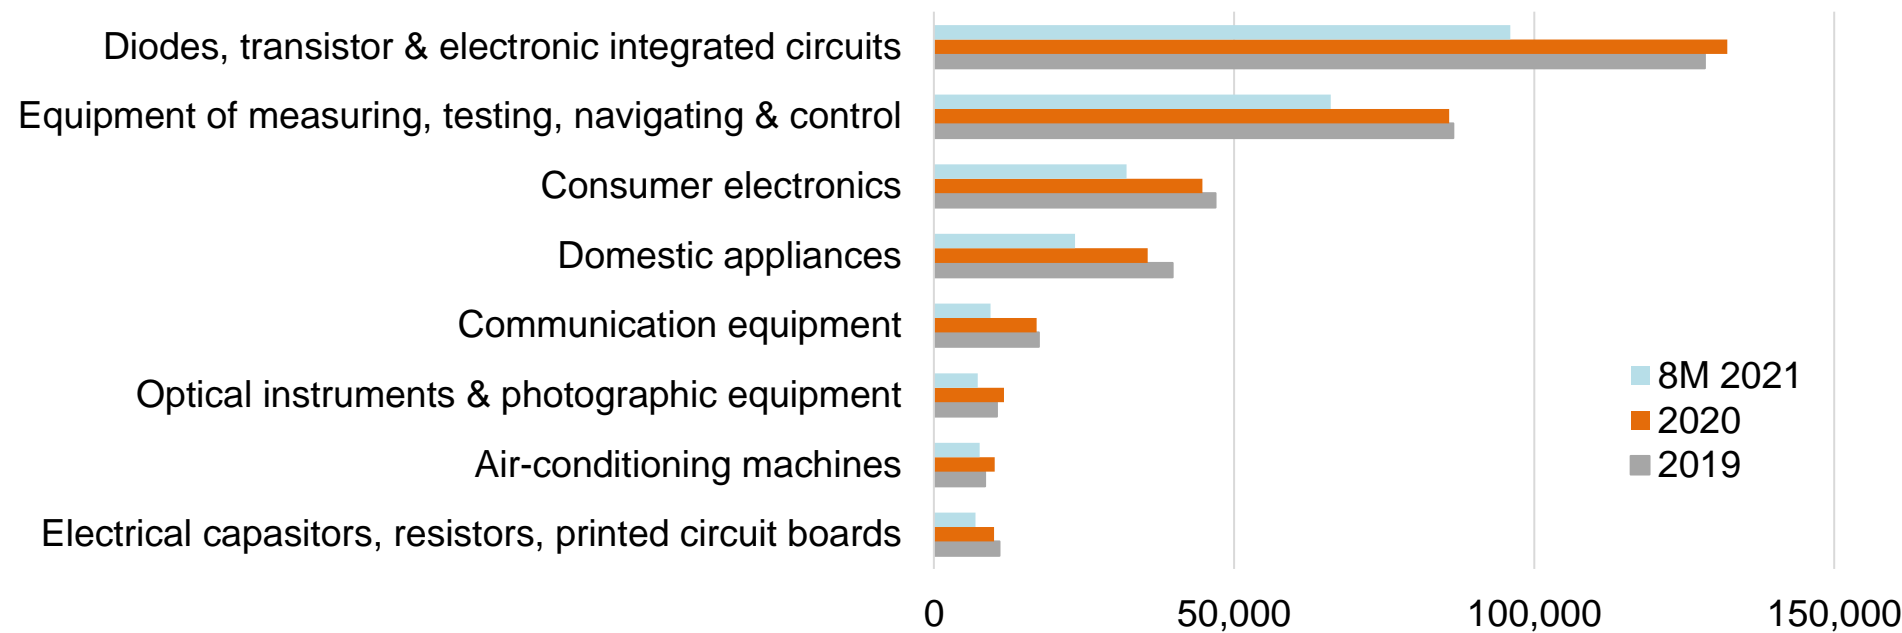 Diodes, transistor & electronic integrated circuits
Equipment of measuring, testing, navigating & control
Consumer electronics
Domestic appliances
Communication equipment
Optical instruments & photographic equipment
Air-conditioning machines
Electrical capasitors, resistors, printed circuit boards
8M 2021
2020
2019
0 50,000 100,000 150,000